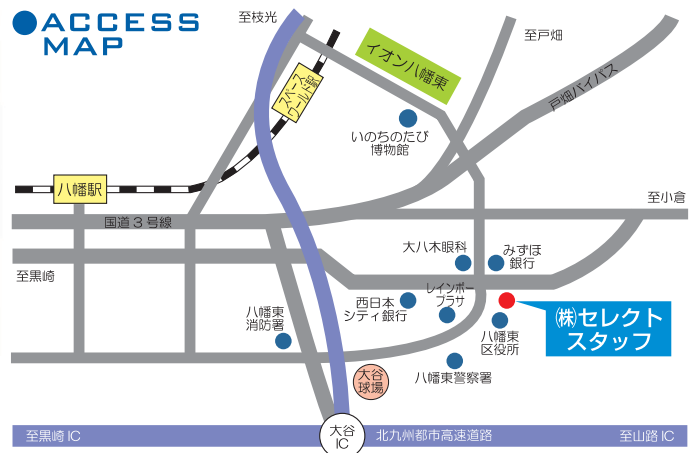 ACCESS
MAP
至枝光
至戸畑
イオン八幡東
戸畑バイパス
スペース
ワールド駅
いのちのたび
博物館
八幡駅
至小倉
国道3号線
大八木眼科
みずほ
銀行
至黒崎
レインボー
プラザ
西日本
シティ銀行
八幡東
消防署
㈱セレクト
スタッフ
八幡東
区役所
大谷
球場
八幡東警察署
大谷
IC
至黒崎IC
北九州都市高速道路
至山路IC